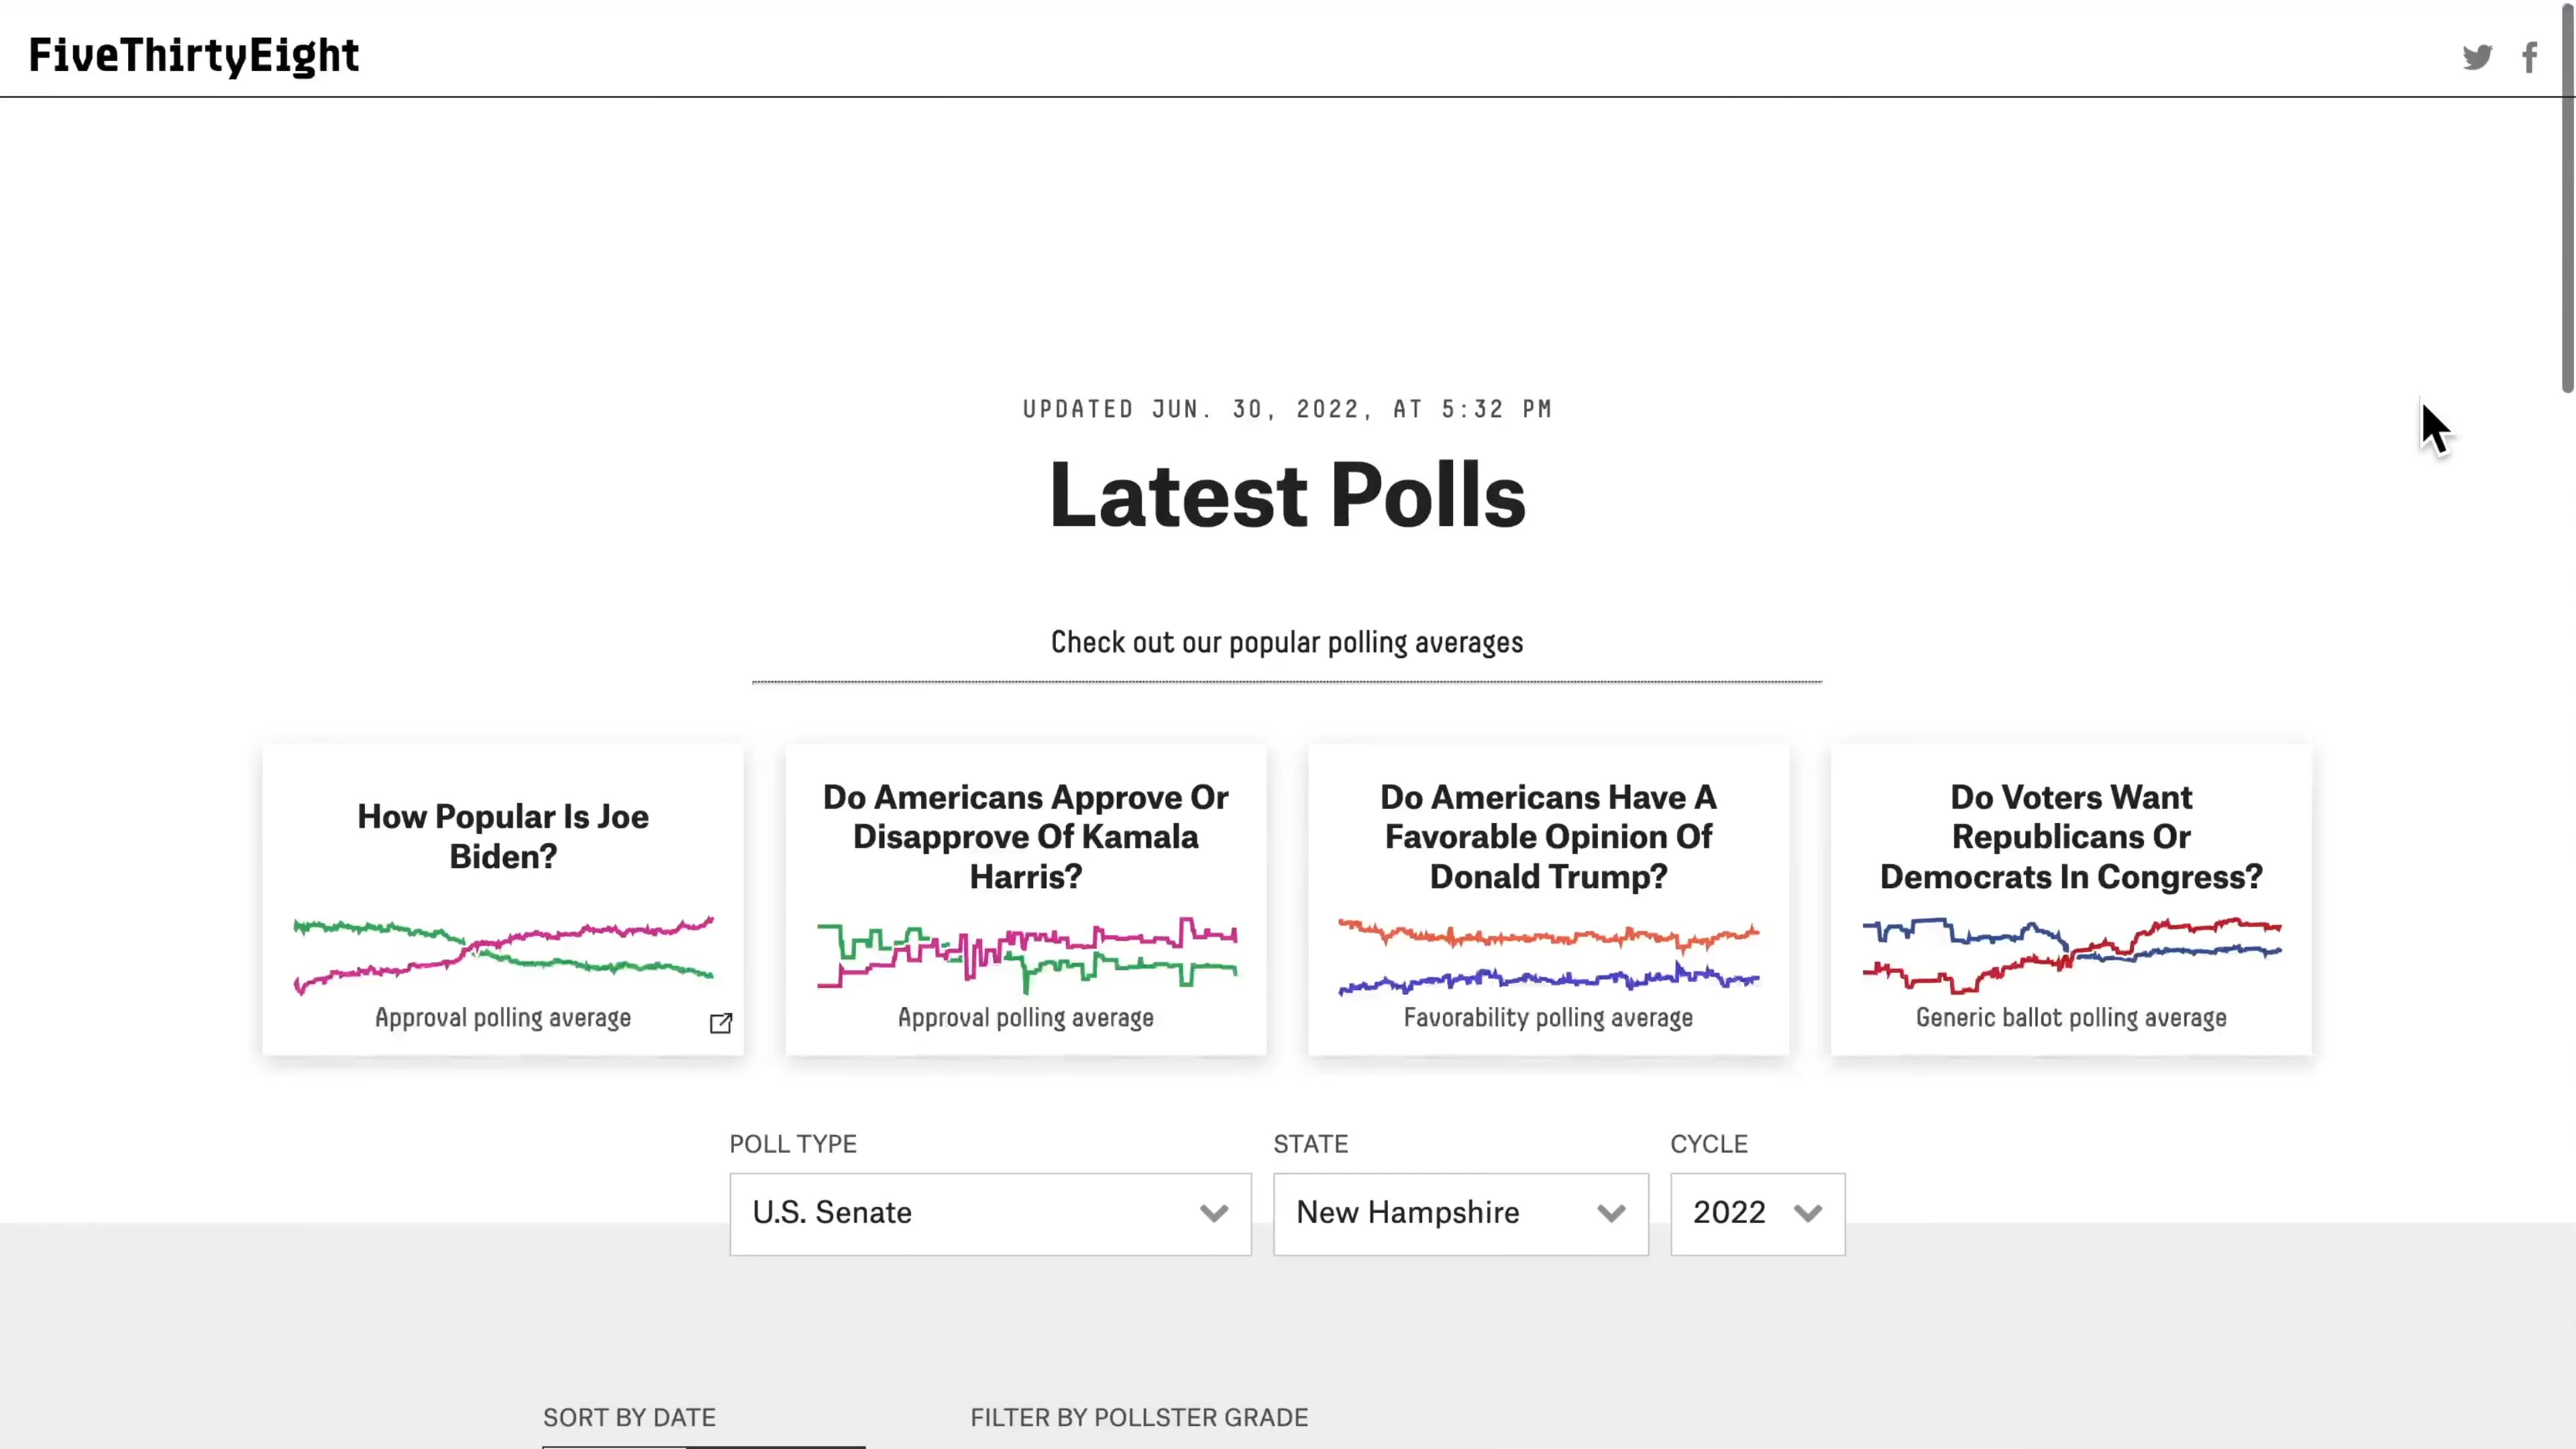 FiveThirtyEight
UPDATED JUN. 30, 2022, AT 5:32 PM
Latest Polls
Check out our popular polling averages
How Popular Is Joe
Biden?
Approval polling average
Do Americans Approve Or
Disapprove Of Kamala
Harris?
Approval polling average
Do Americans Have A
Favorable Opinion Of
Donald Trump?
Favorability polling average
Do Voters Want
Republicans Or
Democrats In Congress?
Generic ballot polling average
POLL TYPE
U.S. Senate
STATE
New Hampshire
CYCLE
2022
SORT BY DATE
FILTER BY POLLSTER GRADE